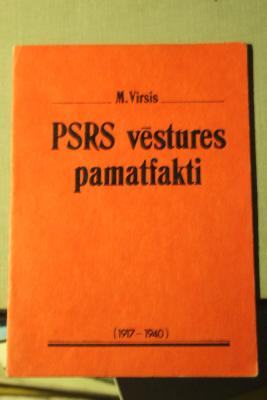 M. Virsis
PSRS vēstures
pamatfakti
(1917-1940)